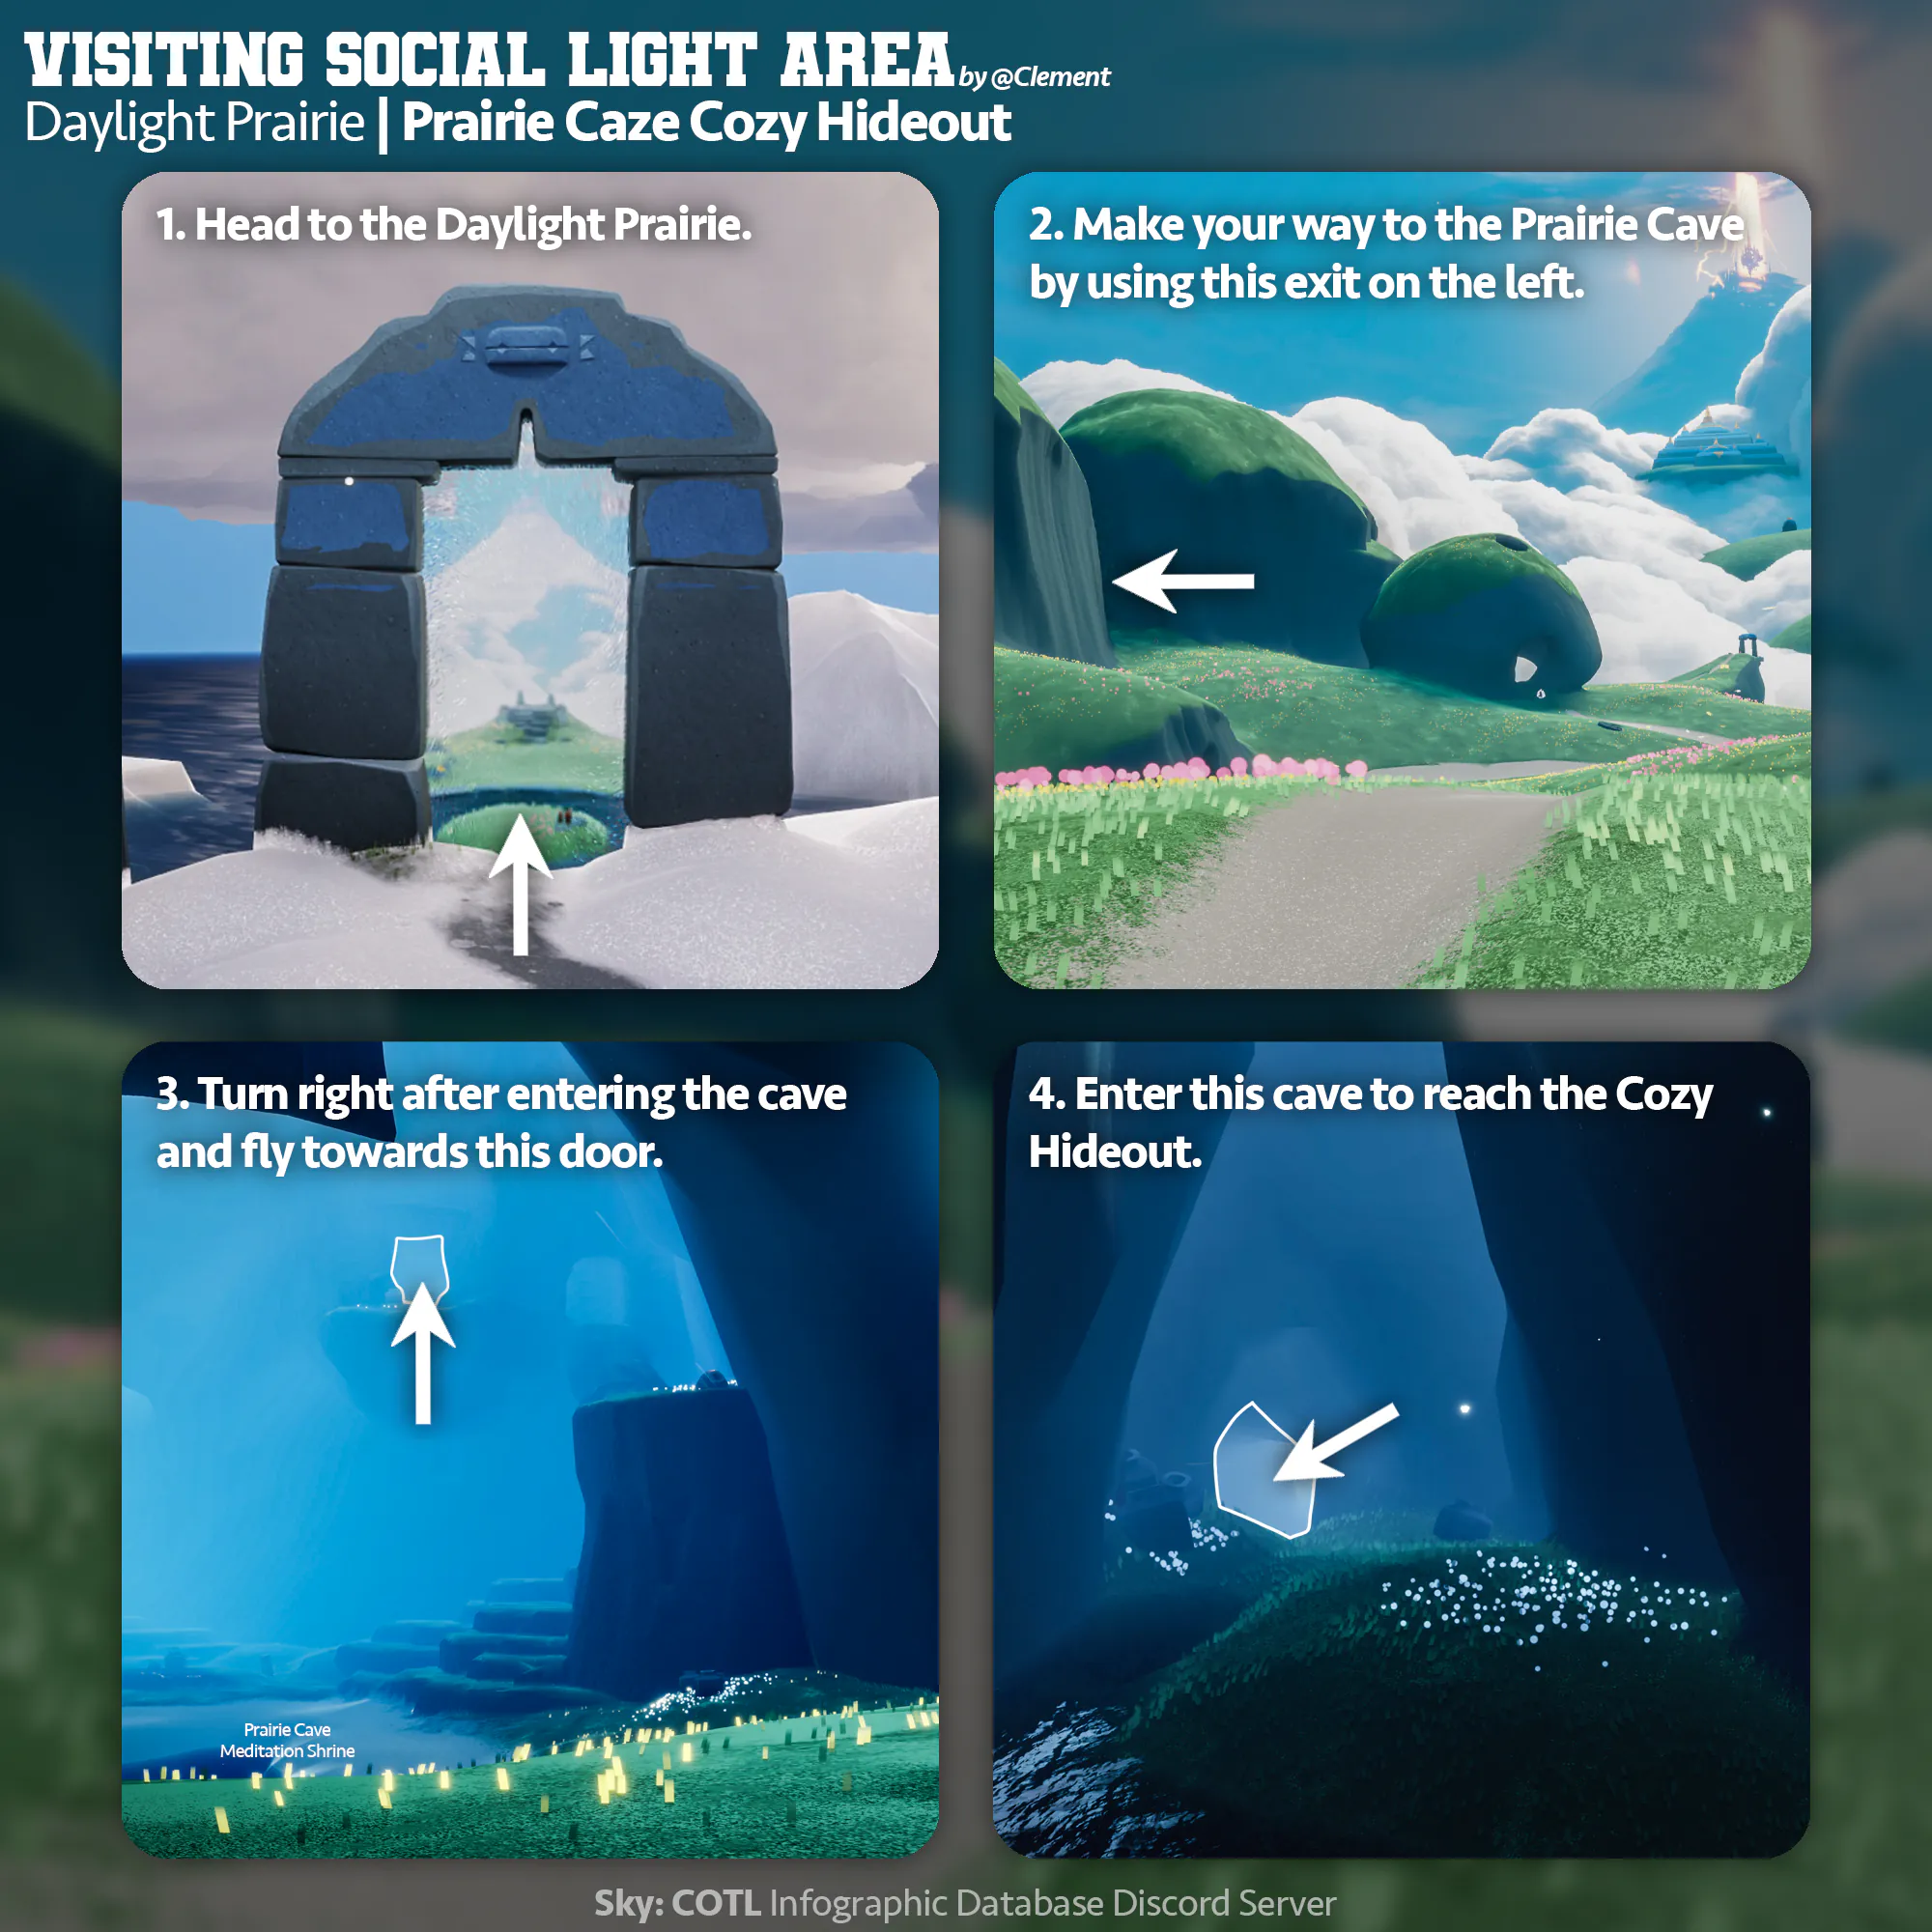 VISITING SOCIAL LIGHT AREA by @Clement
Daylight Prairie | Prairie Caze Cozy Hideout
1. Head to the Daylight Prairie.
2. Make your way to the Prairie Cave
by using this exit on the left.
3. Turn right after entering the cave
and fly towards this door.
Prairie Cave
Meditation Shrine
4. Enter this cave to reach the Cozy
Hideout.
Sky: COTL Infographic Database Discord Server